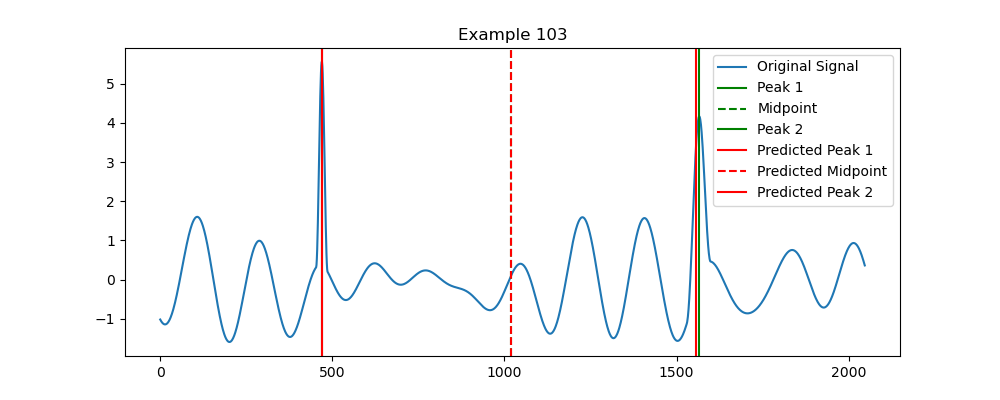 Example 103
Original Signal
Peak 1
Midpoint
Peak 2
Predicted Peak 1
Predicted Midpoint
Predicted Peak 2
5
4
3
2
1
0
−1
0 500 1000 1500 2000